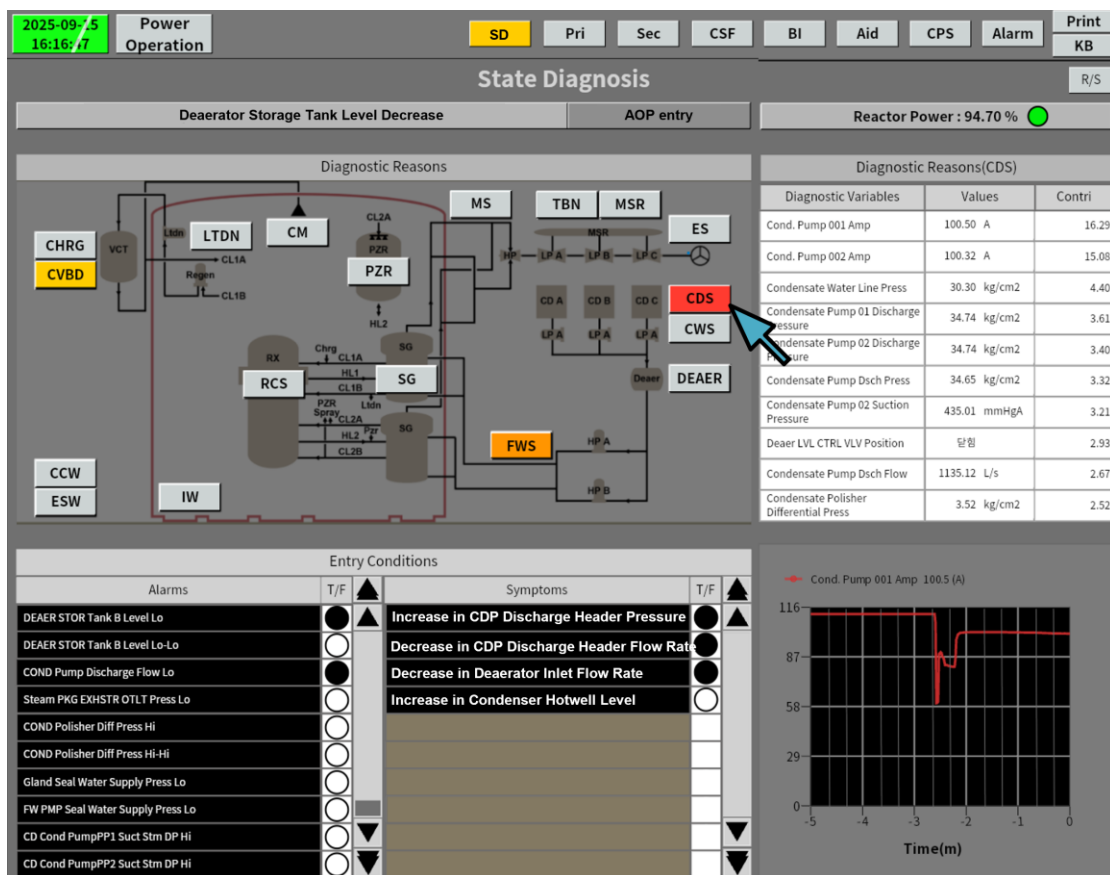 2025-09-15
16:16:47
Power
Operation
SD
Pri
Sec
CSF
BI
Aid
CPS
Alarm
Print
KB
State Diagnosis
R/S
Deaerator Storage Tank Level Decrease
AOP entry
Reactor Power : 94.70 %
Diagnostic Reasons
MS
TBN
MSR
ES
CHRG
CVBD
VCT
Ltdn
LTDN
CM
CL2A
PZR
PZR
HL2
CL1A
Regen
CL1B
MSR
HP
LP A
LP B
LP C
CD A
CD B
CD C
CDS
CWS
LP A
LP A
LP A
Deaer
DEAER
RX
RCS
Chrg
CL1A
HL1
CL1B
PZR
Spray
Ltdn
CL2A
HL2
Pzr
CL2B
SG
SG
SG
FWS
HP A
HP B
CCW
ESW
IW
Diagnostic Reasons(CDS)
Diagnostic Variables Values Contri
Cond. Pump 001 Amp 100.50 A 16.29
Cond. Pump 002 Amp 100.32 A 15.08
Condensate Water Line Press 30.30 kg/cm2 4.40
Condensate Pump 01 Discharge
Pressure 34.74 kg/cm2 3.61
Condensate Pump 02 Discharge
Pressure 34.74 kg/cm2 3.40
Condensate Pump Dsch Press 34.65 kg/cm2 3.32
Condensate Pump 02 Suction
Pressure 435.01 mmHgA 3.21
Deaer LVL CTRL VLV Position 닫힘 2.93
Condensate Pump Dsch Flow 1135.12 L/s 2.67
Condensate Polisher
Differential Press 3.52 kg/cm2 2.52
Entry Conditions
Alarms T/F
DEAER STOR Tank B Level Lo
DEAER STOR Tank B Level Lo-Lo
COND Pump Discharge Flow Lo
Steam PKG EXHSTR OTLT Press Lo
COND Polisher Diff Press Hi
COND Polisher Diff Press Hi-Hi
Gland Seal Water Supply Press Lo
FW PMP Seal Water Supply Press Lo
CD Cond PumpPP1 Suct Stm DP Hi
CD Cond PumpPP2 Suct Stm DP Hi
Symptoms T/F
Increase in CDP Discharge Header Pressure
Decrease in CDP Discharge Header Flow Rate
Decrease in Deaerator Inlet Flow Rate
Increase in Condenser Hotwell Level
Cond. Pump 001 Amp 100.5 (A)
116
87
58
29
0
-5 -4 -3 -2 -1 0
Time(m)